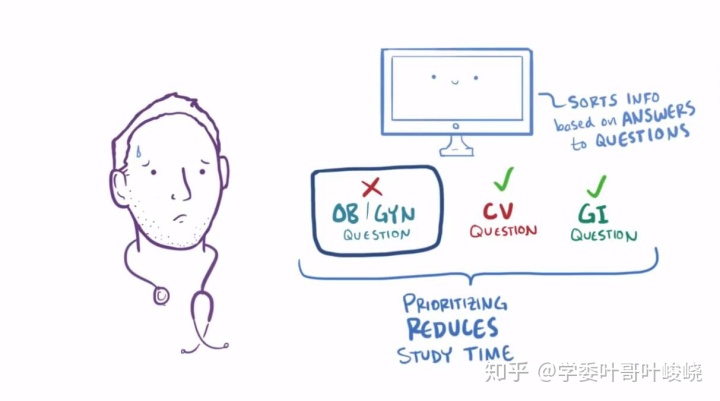 SORTS INFO
based on ANSWERS
to QUESTIONS
OB/GYN
QUESTION
CV
QUESTION
GI
QUESTION
PRIORITIZING
REDUCES
STUDY TIME
知乎 @学委叶哥叶峻峣